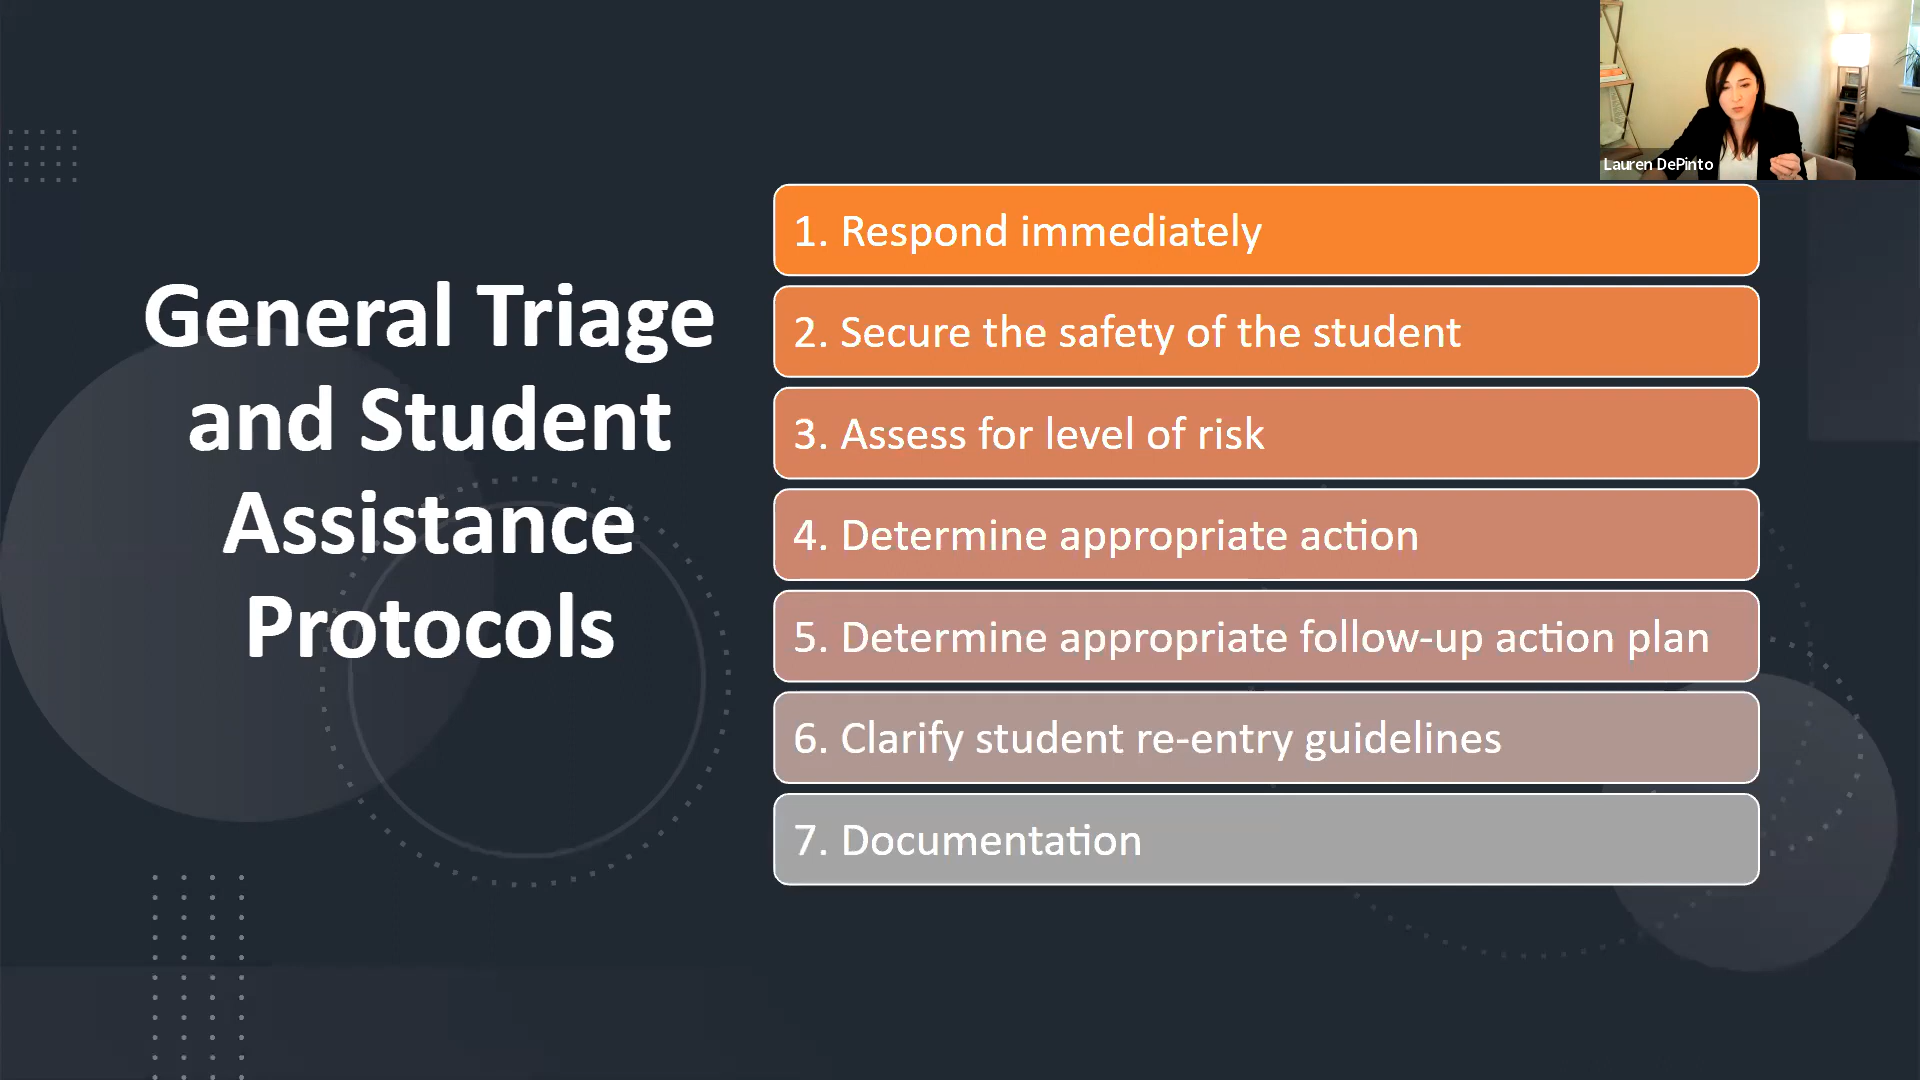 Lauren DePinto
General Triage
and Student
Assistance
Protocols
1. Respond immediately
2. Secure the safety of the student
3. Assess for level of risk
4. Determine appropriate action
5. Determine appropriate follow-up action plan
6. Clarify student re-entry guidelines
7. Documentation